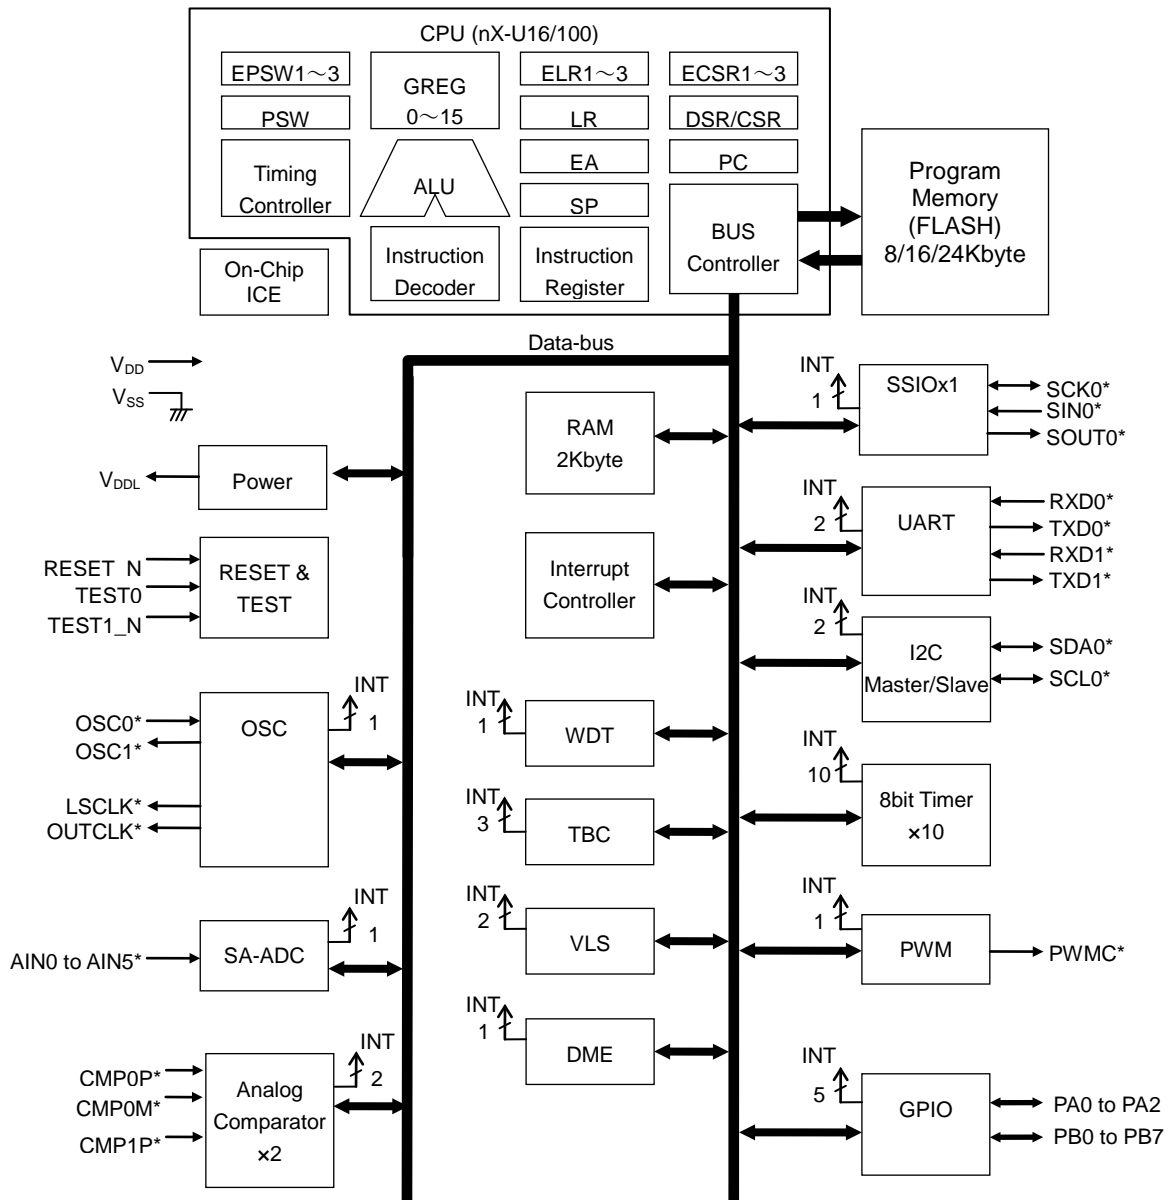 CPU (nX-U16/100)
EPSW1～3
GREG
0～15
ELR1～3
ECSR1～3
PSW
LR
DSR/CSR
Timing
Controller
ALU
EA
PC
SP
BUS
Controller
Program
Memory
(FLASH)
8/16/24Kbyte
On-Chip
ICE
Instruction
Decoder
Instruction
Register
Data-bus
VDD
VSS
VDDL
Power
RESET_N
TEST0
TEST1_N
RESET &
TEST
OSC0*
OSC1*
LSCLK*
OUTCLK*
OSC
INT
1
AIN0 to AIN5*
SA-ADC
INT
1
CMP0P*
CMP0M*
CMP1P*
Analog
Comparator
×2
INT
2
RAM
2Kbyte
Interrupt
Controller
INT
1
WDT
INT
3
TBC
INT
2
VLS
INT
1
DME
INT
1
SSIOx1
SCK0*
SIN0*
SOUT0*
INT
2
UART
RXD0*
TXD0*
RXD1*
TXD1*
INT
2
I2C
Master/Slave
SDA0*
SCL0*
INT
10
8bit Timer
×10
INT
1
PWM
PWMC*
INT
5
GPIO
PA0 to PA2
PB0 to PB7